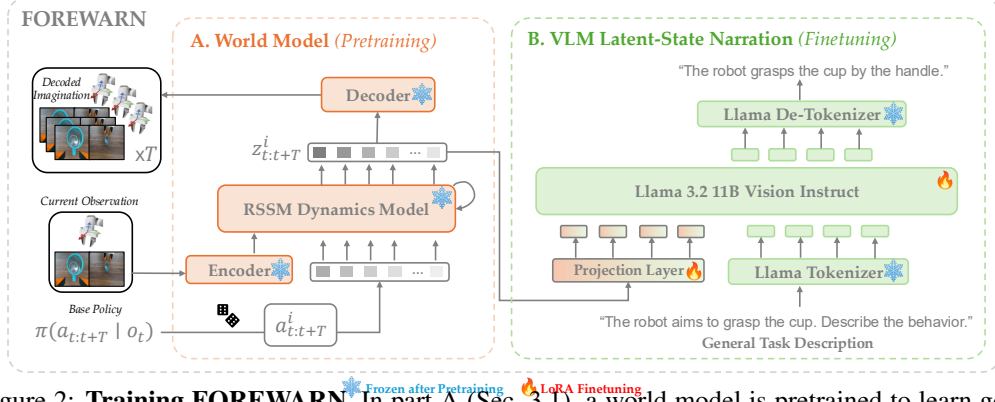 FOREWARN
A. World Model (Pretraining)
Decoded
Imagination
xT
Decoder
z^i_{t:t+T}
...
RSSM Dynamics Model
Current Observation
Encoder
...
Base Policy
π(a_{t:t+T} | o_t)
a^i_{t:t+T}
B. VLM Latent-State Narration (Finetuning)
“The robot grasps the cup by the handle.”
Llama De-Tokenizer
Llama 3.2 11B Vision Instruct
Projection Layer
Llama Tokenizer
“The robot aims to grasp the cup. Describe the behavior.”
General Task Description
Frozen after Pretraining LoRA Finetuning
gure 2: Training FOREWARN. In part A (Sec. 3.1), a world model is pretrained to learn g